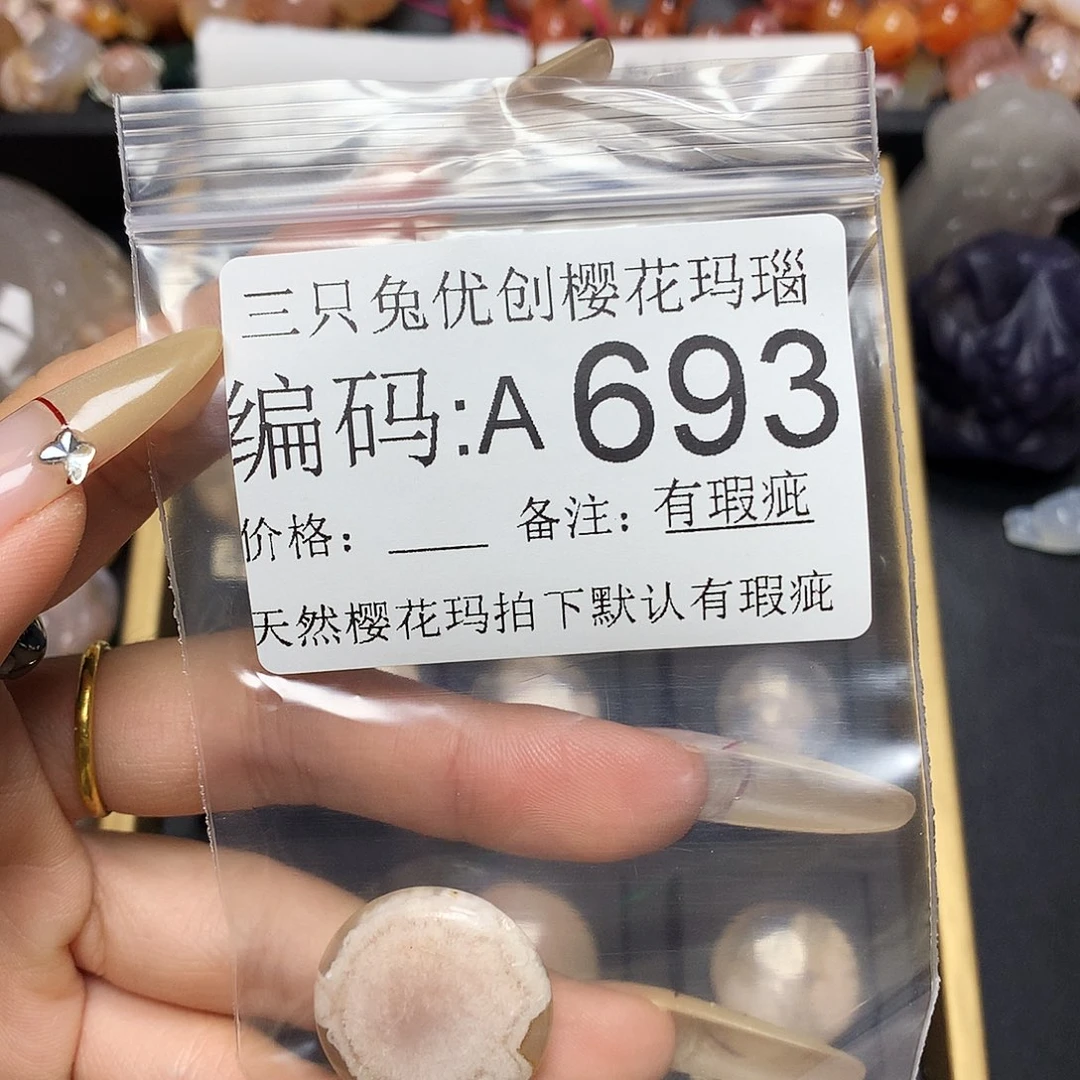 三只兔优创樱花玛瑙
编码:A 693
价格：____ 备注：有瑕疵
天然樱花玛拍下默认有瑕疵